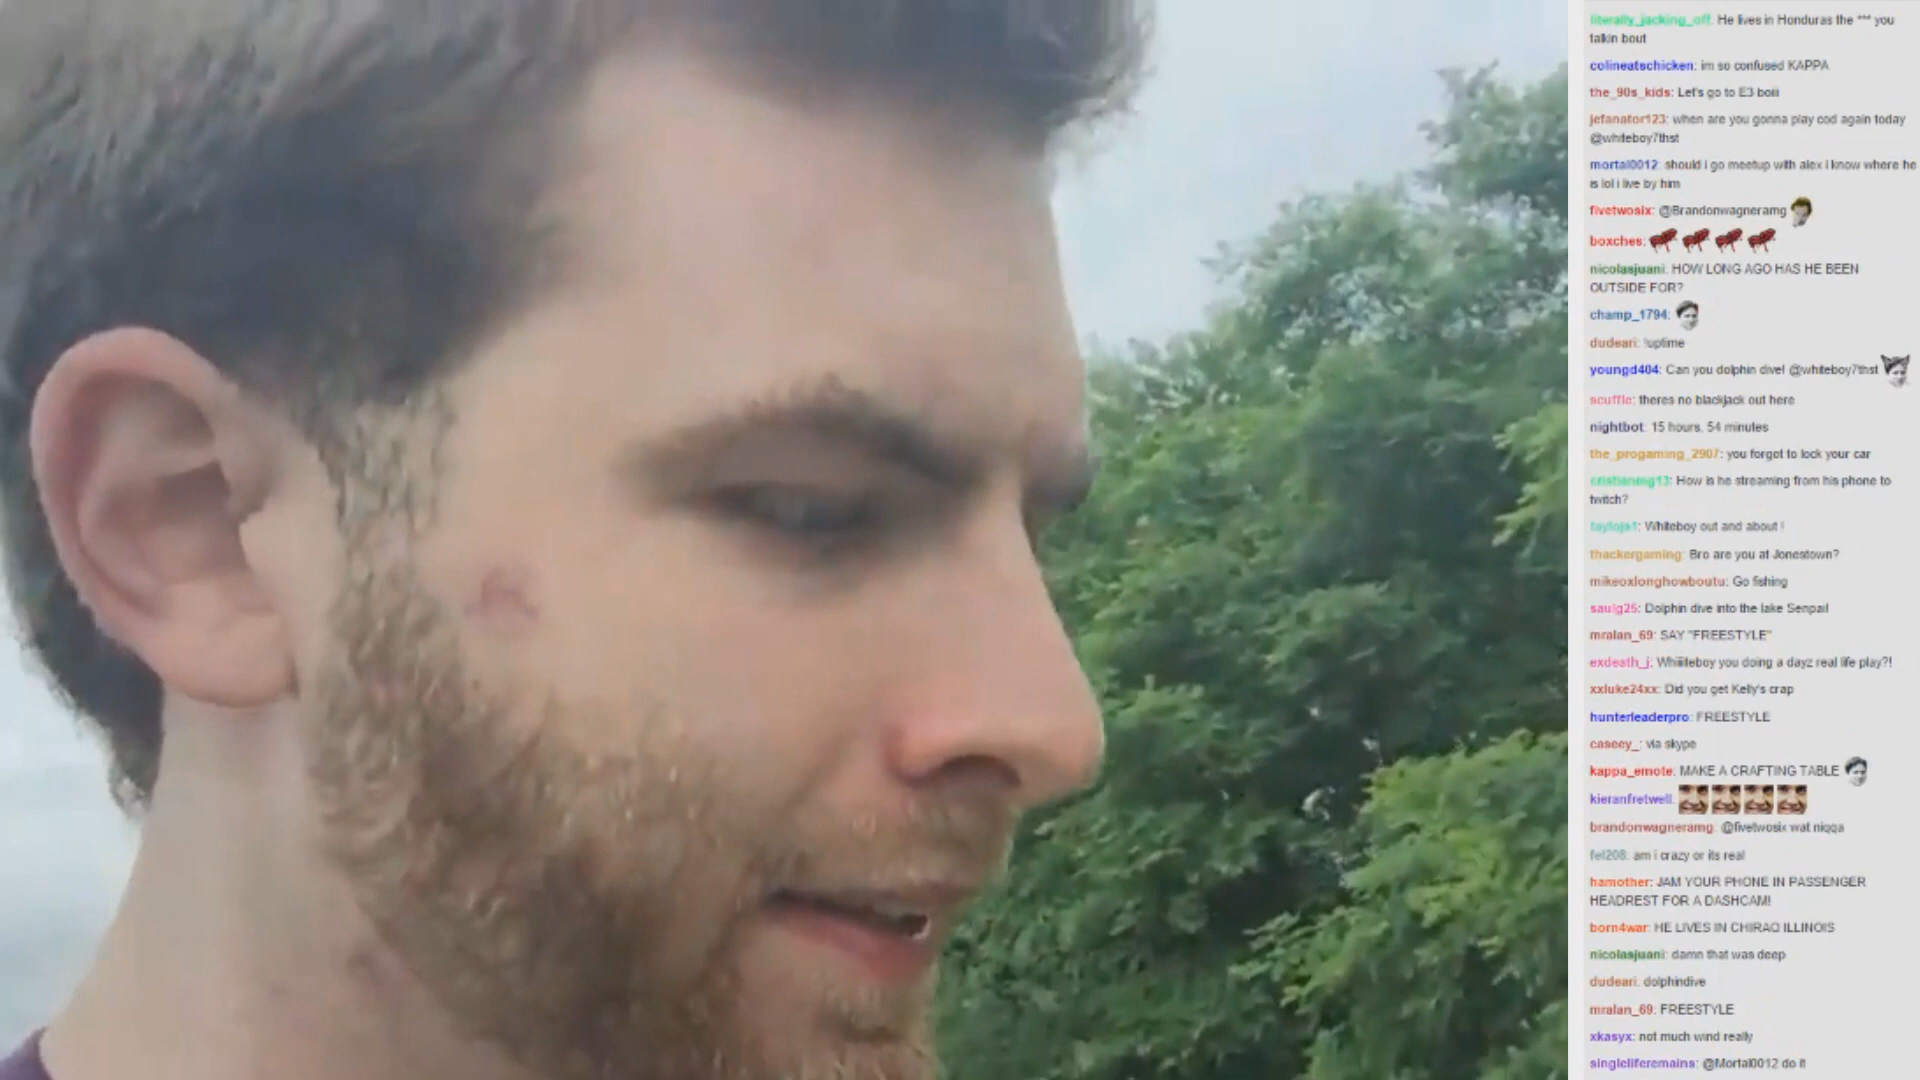 literally_jacking_off: He lives in Honduras the *** you
talkin bout
colineatschicken: im so confused KAPPA
the_90s_kids: Let's go to E3 boiii
jefanator123: when are you gonna play cod again today
@whiteboy7thst
mortal0012: should i go meetup with alex i know where he
is lol i live by him
fivetwosix: @Brandonwagneramg
boxches:
nicolasjuani: HOW LONG AGO HAS HE BEEN
OUTSIDE FOR?
champ_1794:
dudeari: !uptime
youngd404: Can you dolphin dive! @whiteboy7thst
scuffle: theres no blackjack out here
nightbot: 15 hours, 54 minutes
the_progaming_2907: you forgot to lock your car
cristianmg13: How is he streaming from his phone to
twitch?
taylojs1: Whiteboy out and about !
thackergaming: Bro are you at Jonestown?
mikeoxlonghowboutu: Go fishing
saulg25: Dolphin dive into the lake Senpai!
mralan_69: SAY "FREESTYLE"
exdeath_j: Whiiiteboy you doing a dayz real life play?!
xxluke24xx: Did you get Kelly's crap
hunterleaderpro: FREESTYLE
caseey_: via skype
kappa_emote: MAKE A CRAFTING TABLE
kieranfretwell:
brandonwagneramg: @fivetwosix wat niqqa
fel208: am i crazy or its real
hamother: JAM YOUR PHONE IN PASSENGER
HEADREST FOR A DASHCAM!
born4war: HE LIVES IN CHIRAQ ILLINOIS
nicolasjuani: damn that was deep
dudeari: dolphindive
mralan_69: FREESTYLE
xkasyx: not much wind really
singleliferemains: @Mortal0012 do it